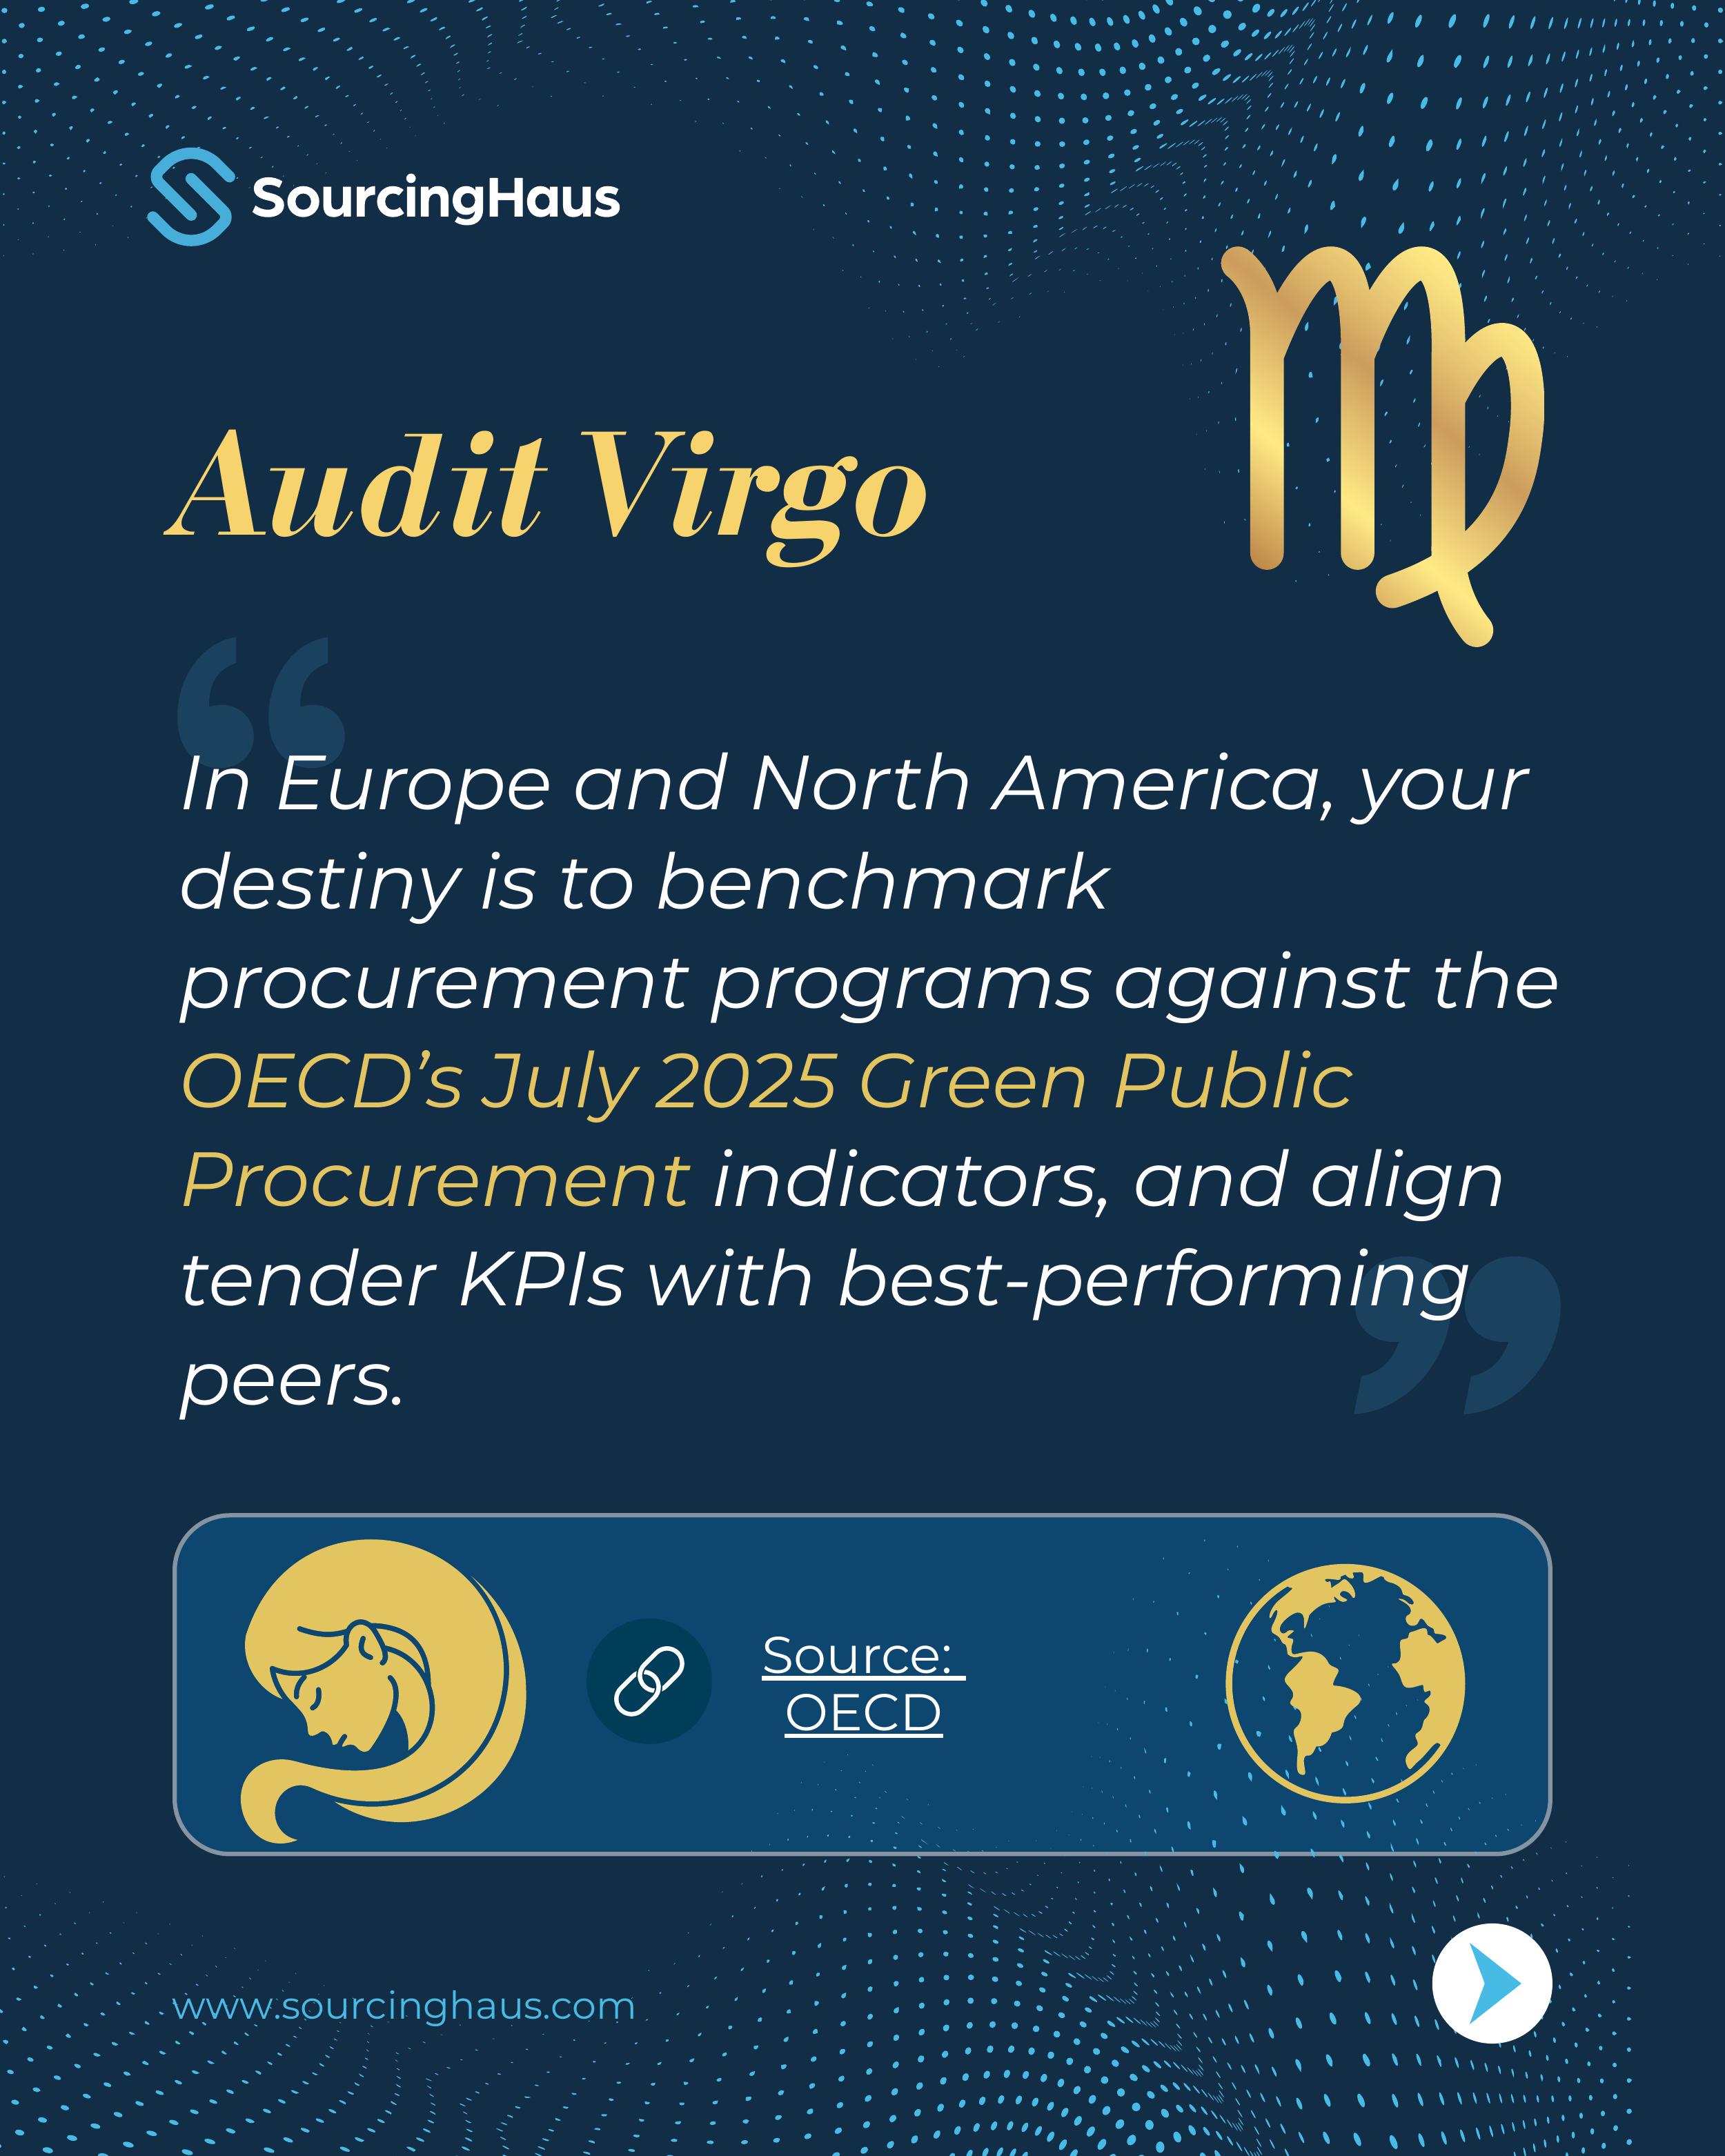 SourcingHaus
Audit Virgo
In Europe and North America, your
destiny is to benchmark
procurement programs against the
OECD’s July 2025 Green Public
Procurement indicators, and align
tender KPIs with best-performing
peers.
Source:
OECD
www.sourcinghaus.com